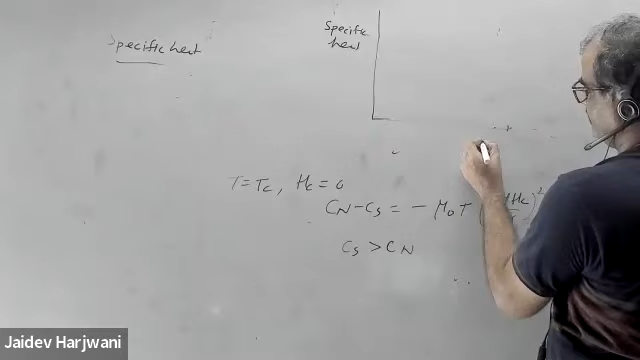 Specific heat
Specific
heat
T = Tc, Hc = 0
CN - Cs = - μ0 T (
Cs > CN
Jaidev Harjwani